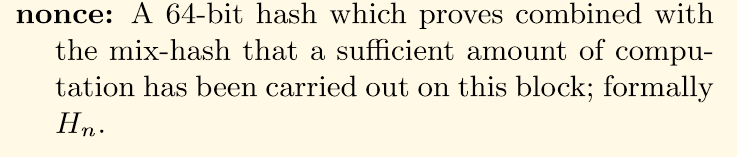 nonce: A 64-bit hash which proves combined with
the mix-hash that a sufficient amount of compu-
tation has been carried out on this block; formally
Hn.